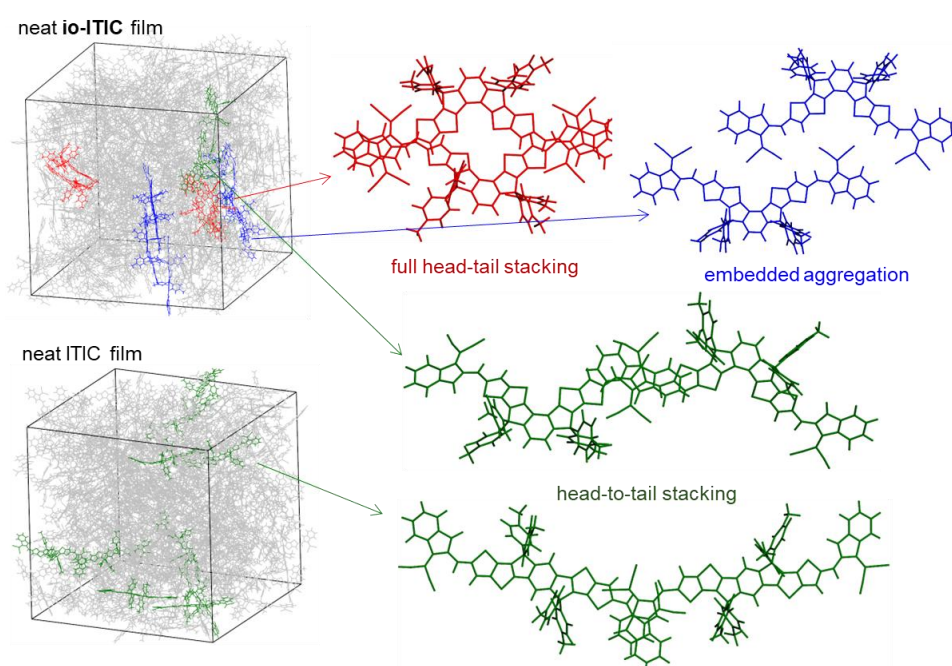 neat io-ITIC film
full head-tail stacking
embedded aggregation
neat ITIC film
head-to-tail stacking